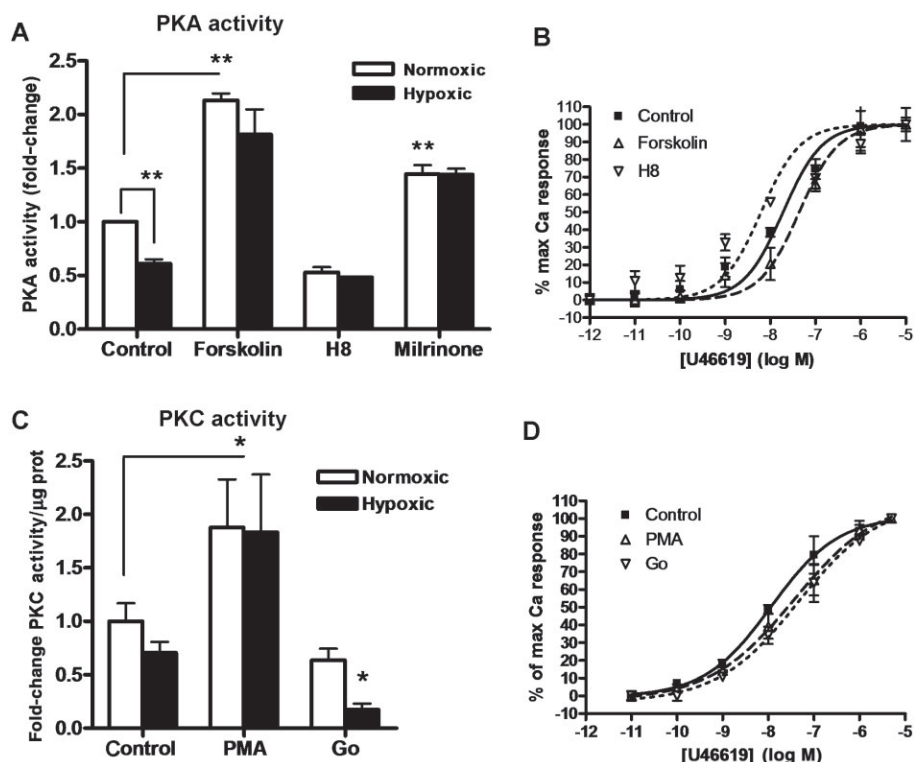 A
PKA activity
PKA activity (fold-change)
2.5
2.0
1.5
1.0
0.5
0.0
**
**
**
Normoxic
Hypoxic
Control Forskolin H8 Milrinone
B
% max Ca response
110
100
90
80
70
60
50
40
30
20
10
0
-10
Control
Forskolin
H8
-12 -11 -10 -9 -8 -7 -6 -5
[U46619] (log M)
C
PKC activity
Fold-change PKC activity/µg prot
2.5
2.0
1.5
1.0
0.5
0.0
*
*
Normoxic
Hypoxic
Control PMA Go
D
% of max Ca response
110
100
90
80
70
60
50
40
30
20
10
0
-10
Control
PMA
Go
-12 -11 -10 -9 -8 -7 -6 -5
[U46619] (log M)